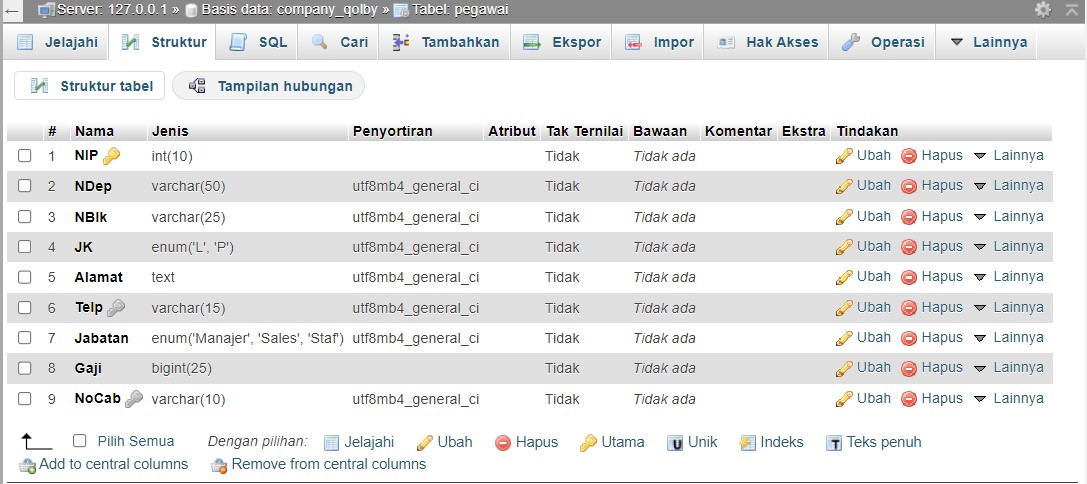 Server: 127.0.0.1 » Basis data: company_qolby » Tabel: pegawai
Jelajahi Struktur SQL Cari Tambahkan Ekspor Impor Hak Akses Operasi Lainnya
Struktur tabel Tampilan hubungan
# Nama Jenis Penyortiran Atribut Tak Ternilai Bawaan Komentar Ekstra Tindakan
1 NIP int(10) Tidak Tidak ada Ubah Hapus Lainnya
2 NDep varchar(50) utf8mb4_general_ci Tidak Tidak ada Ubah Hapus Lainnya
3 NBlk varchar(25) utf8mb4_general_ci Tidak Tidak ada Ubah Hapus Lainnya
4 JK enum('L', 'P') utf8mb4_general_ci Tidak Tidak ada Ubah Hapus Lainnya
5 Alamat text utf8mb4_general_ci Tidak Tidak ada Ubah Hapus Lainnya
6 Telp varchar(15) utf8mb4_general_ci Tidak Tidak ada Ubah Hapus Lainnya
7 Jabatan enum('Manajer', 'Sales', 'Staf') utf8mb4_general_ci Tidak Tidak ada Ubah Hapus Lainnya
8 Gaji bigint(25) Tidak Tidak ada Ubah Hapus Lainnya
9 NoCab varchar(10) utf8mb4_general_ci Tidak Tidak ada Ubah Hapus Lainnya
Pilih Semua Dengan pilihan: Jelajahi Ubah Hapus Utama Unik Indeks Teks penuh
Add to central columns Remove from central columns